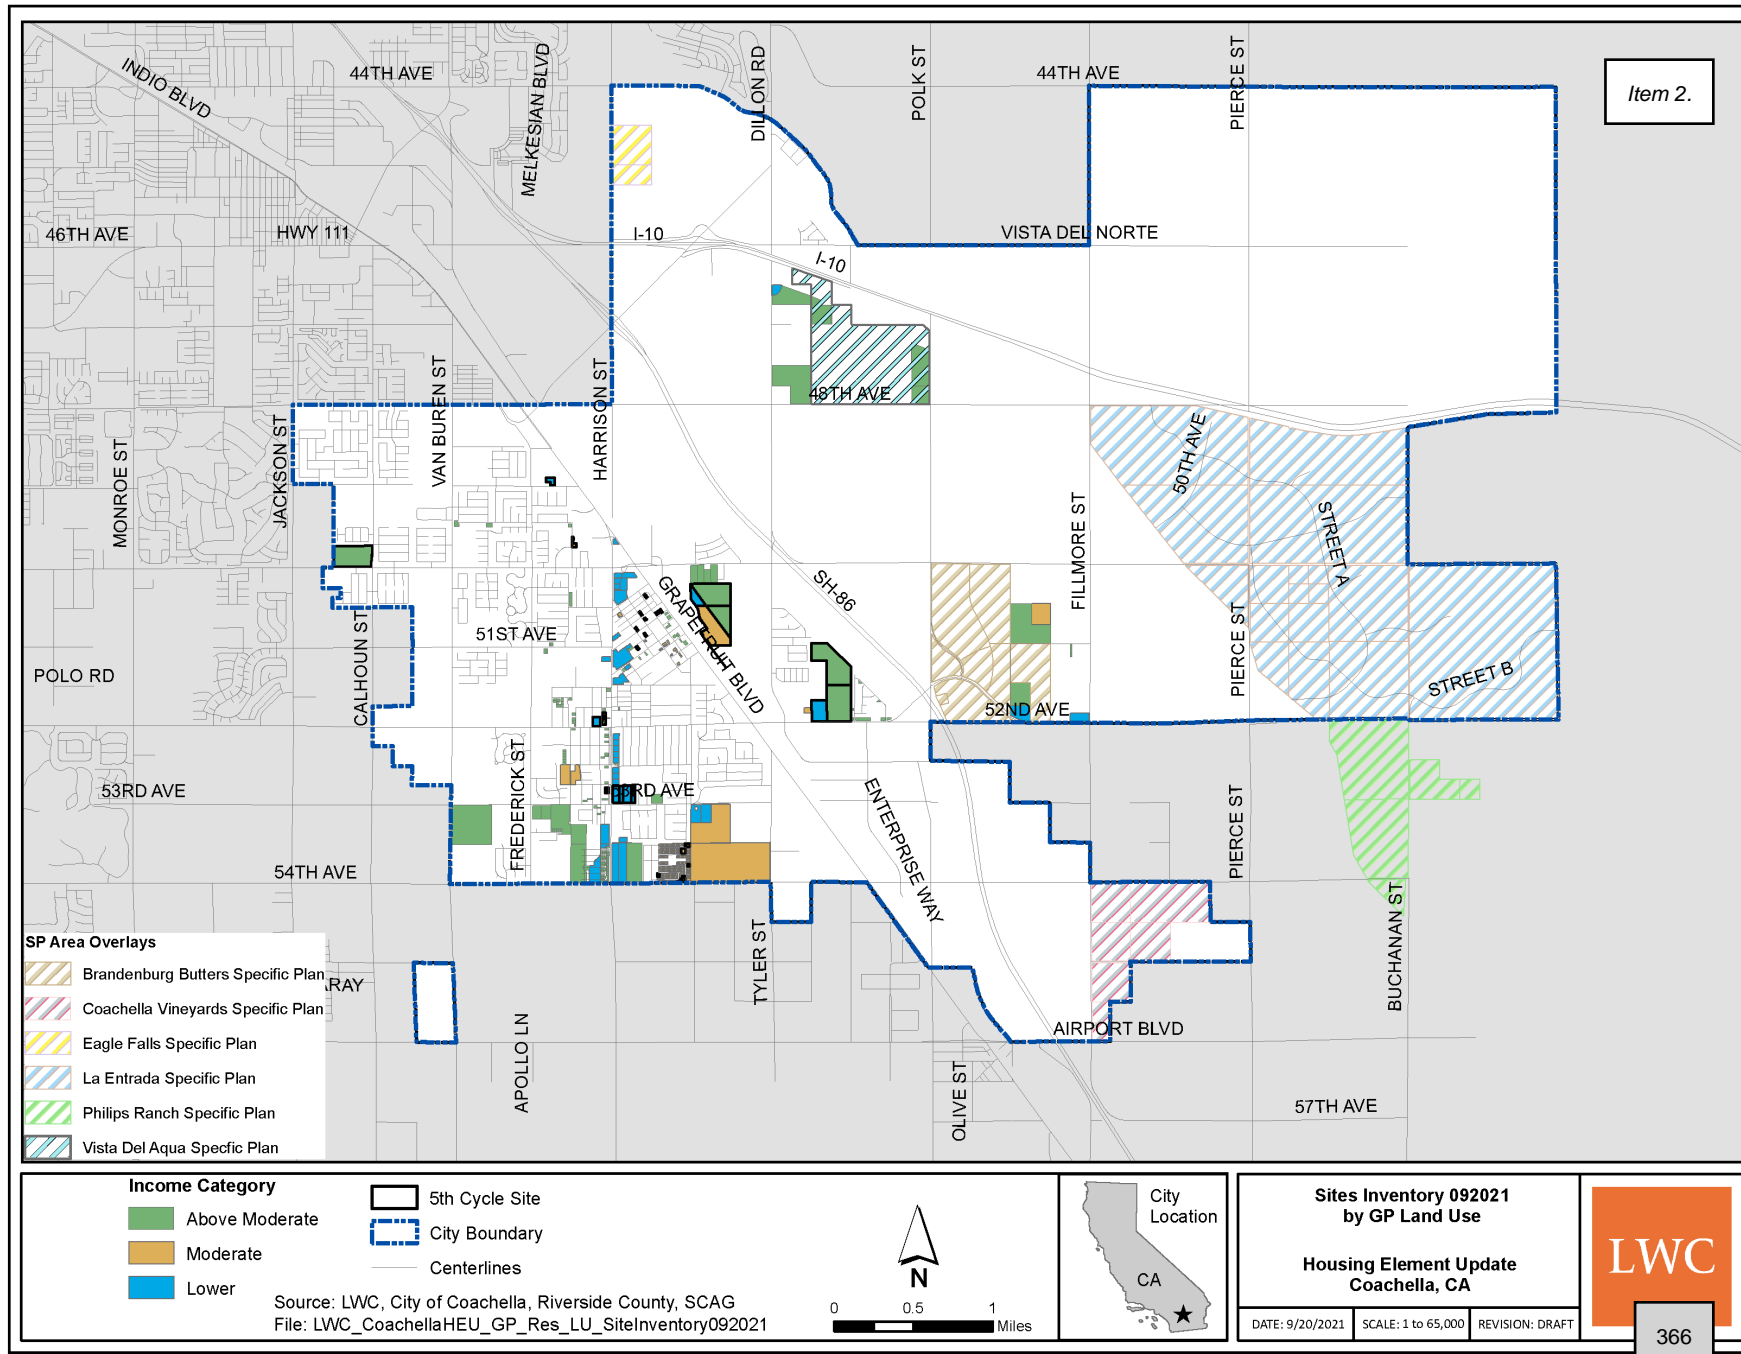 Item 2.
INDIO BLVD
44TH AVE
MELKESIAN BLVD
DILLON RD
POLK ST
44TH AVE
PIERCE ST
46TH AVE
HWY 111
I-10
I-10
VISTA DEL NORTE
MONROE ST
JACKSON ST
VAN BUREN ST
HARRISON ST
48TH AVE
50TH AVE
STREET A
FILLMORE ST
SH-86
GRAPEFRUIT BLVD
51ST AVE
CALHOUN ST
POLO RD
PIERCE ST
STREET B
52ND AVE
53RD AVE
FREDERICK ST
53RD AVE
ENTERPRISE WAY
PIERCE ST
54TH AVE
TYLER ST
BUCHANAN ST
ARAY
APOLLO LN
AIRPORT BLVD
OLIVE ST
57TH AVE
SP Area Overlays
Brandenburg Butters Specific Plan
Coachella Vineyards Specific Plan
Eagle Falls Specific Plan
La Entrada Specific Plan
Philips Ranch Specific Plan
Vista Del Aqua Specfic Plan
Income Category
Above Moderate
Moderate
Lower
5th Cycle Site
City Boundary
Centerlines
Source: LWC, City of Coachella, Riverside County, SCAG
File: LWC_CoachellaHEU_GP_Res_LU_SiteInventory092021
N
0 0.5 1
Miles
City
Location
CA
Sites Inventory 092021
by GP Land Use
Housing Element Update
Coachella, CA
DATE: 9/20/2021
SCALE: 1 to 65,000
REVISION: DRAFT
LWC
366